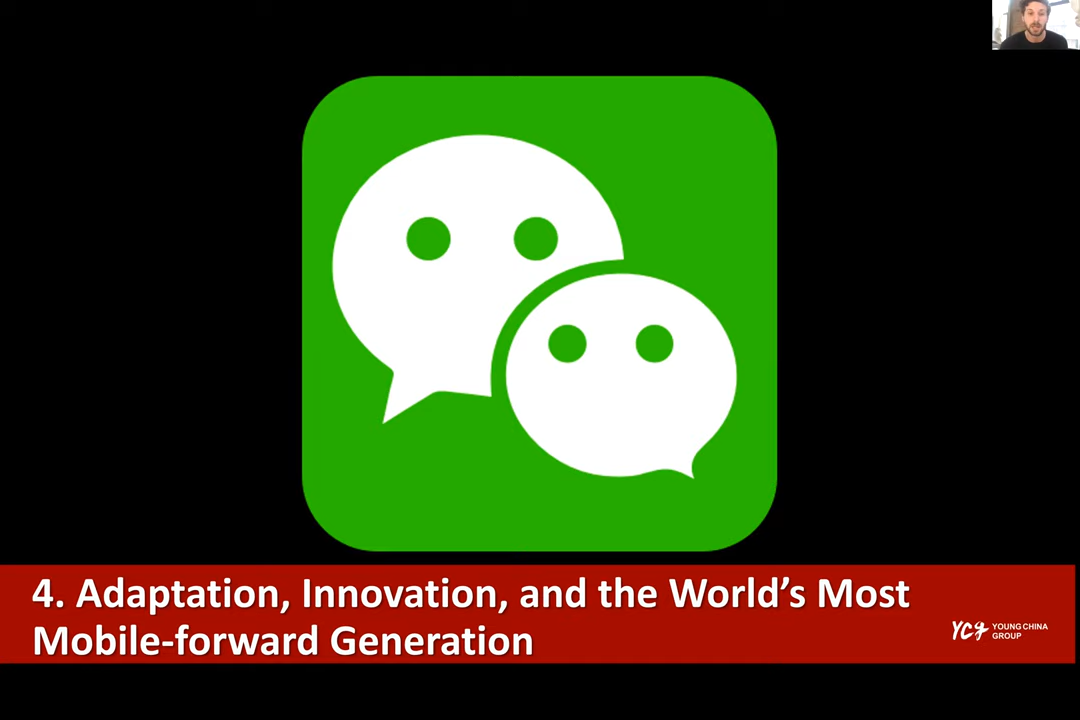 4. Adaptation, Innovation, and the World’s Most
Mobile-forward Generation
YCG YOUNG CHINA
GROUP